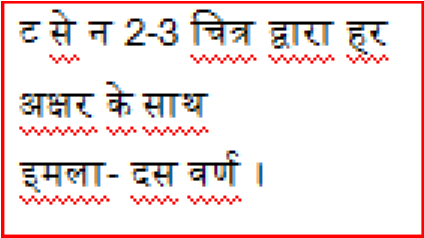 ट से न 2-3 चित्र द्वारा हर
अक्षर के साथ
इमला- दस वर्ण ।